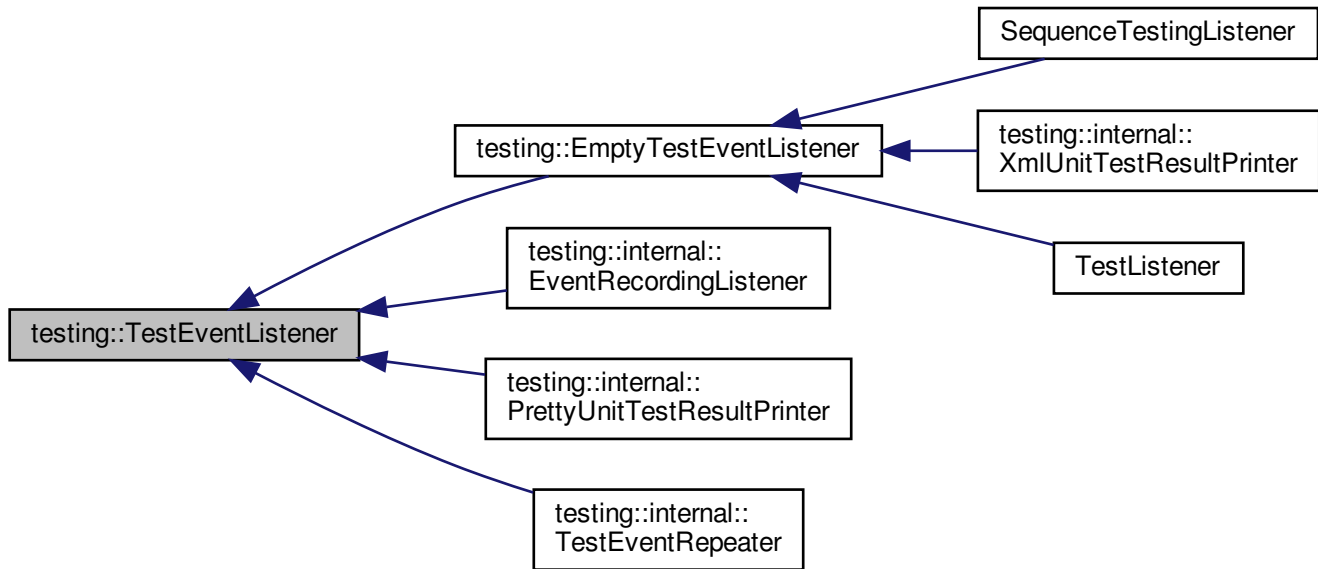 SequenceTestingListener
testing::EmptyTestEventListener
testing::internal::
XmlUnitTestResultPrinter
testing::internal::
EventRecordingListener
TestListener
testing::TestEventListener
testing::internal::
PrettyUnitTestResultPrinter
testing::internal::
TestEventRepeater